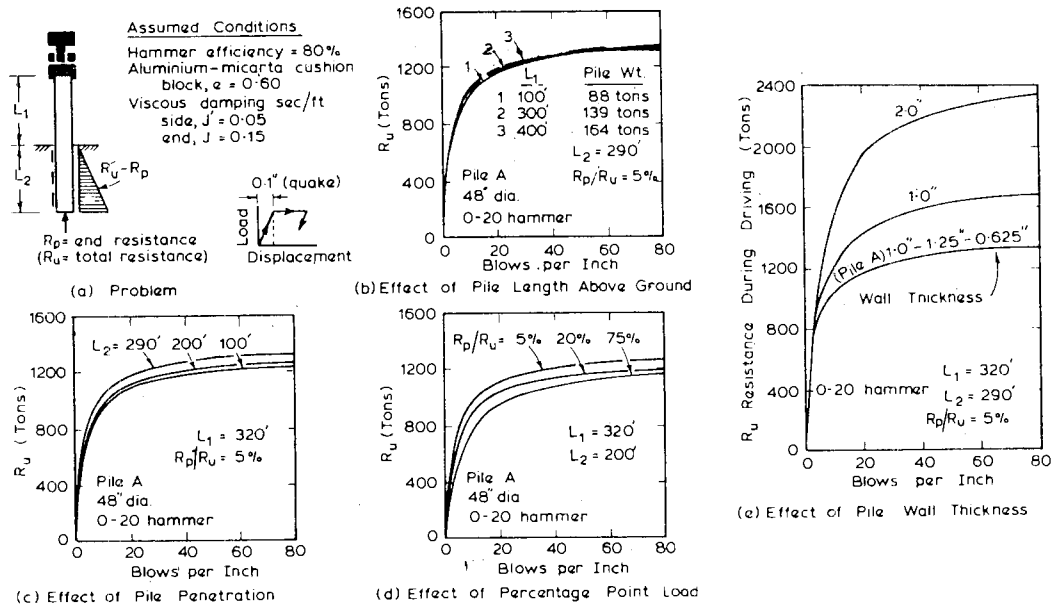 Assumed Conditions
Hammer efficiency = 80%
Aluminium-micarta cushion
block, e = 0·60
Viscous damping sec/ft
side, J' = 0·05
end, J = 0·15
L1
L2
Ru - Rp
0·1" (quake)
Load
Displacement
Rp = end resistance
(Ru = total resistance)
(a) Problem
Ru (Tons)
1600
1200
800
400
0
1
2
3
L1 Pile Wt.
1 100' 88 tons
2 300' 139 tons
3 400' 164 tons
L2 = 290'
Rp/Ru = 5%
Pile A
48" dia.
0-20 hammer
0 20 40 60 80
Blows per Inch
(b) Effect of Pile Length Above Ground
Ru (Tons)
1600
1200
800
400
0
L2 = 290' 200' 100'
L1 = 320'
Rp/Ru = 5%
Pile A
48" dia.
0-20 hammer
0 20 40 60 80
Blows per Inch
(c) Effect of Pile Penetration
Ru (Tons)
1600
1200
800
400
0
Rp/Ru = 5% 20% 75%
L1 = 320'
L2 = 200'
Pile A
48" dia
0-20 hammer
0 20 40 60 80
Blows per Inch
(d) Effect of Percentage Point Load
Ru Resistance During Driving (Tons)
2400
2000
1600
1200
800
400
0
2·0"
1·0"
(Pile A) 1·0" - 1·25" - 0·625"
Wall Thickness
0-20 hammer
L1 = 320'
L2 = 290'
Rp/Ru = 5%
0 20 40 60 80
Blows per Inch
(e) Effect of Pile Wall Thickness